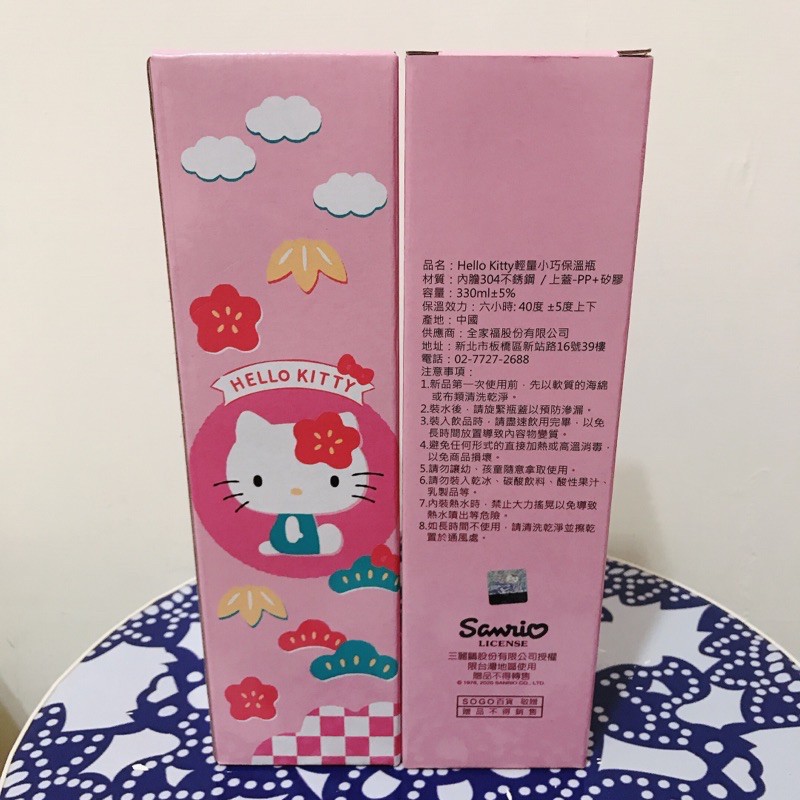 HELLO KITTY
品名：Hello Kitty輕量小巧保溫瓶
材質：內膽304不銹鋼 / 上蓋-PP+矽膠
容量：330ml±5%
保溫效力：六小時: 40度 ±5度上下
產地：中國
供應商：全家福股份有限公司
地址：新北市板橋區新站路16號39樓
電話：02-7727-2688
注意事項：
1.新品第一次使用前，先以軟質的海綿
或布類清洗乾淨。
2.裝水後，請旋緊瓶蓋以預防滲漏。
3.裝入飲品時，請盡速飲用完畢，以免
長時間放置導致內容物變質。
4.避免任何形式的直接加熱或高溫消毒，
以免商品損壞。
5.請勿讓幼、孩童隨意拿取使用。
6.請勿裝入乾冰、碳酸飲料、酸性果汁、
乳製品等。
7.內裝熱水時，禁止大力搖晃以免導致
熱水噴出等危險。
8.如長時間不使用，請清洗乾淨並擦乾
置於通風處。
Sanrio
LICENSE
三麗鷗股份有限公司授權
限台灣地區使用
贈品不得轉售
© 1976, 2020 SANRIO CO., LTD.
SOGO百貨 敬贈
贈品不得銷售